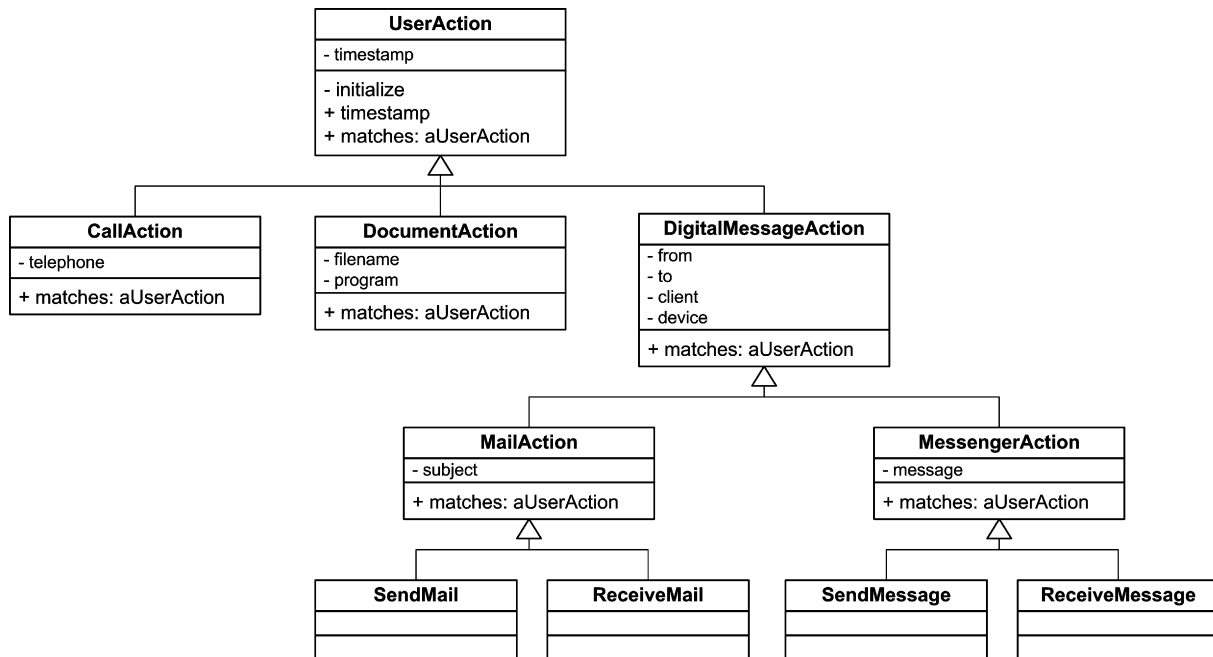 UserAction
- timestamp
- initialize
+ timestamp
+ matches: aUserAction
CallAction
- telephone
+ matches: aUserAction
DocumentAction
- filename
- program
+ matches: aUserAction
DigitalMessageAction
- from
- to
- client
- device
+ matches: aUserAction
MailAction
- subject
+ matches: aUserAction
MessengerAction
- message
+ matches: aUserAction
SendMail
ReceiveMail
SendMessage
ReceiveMessage